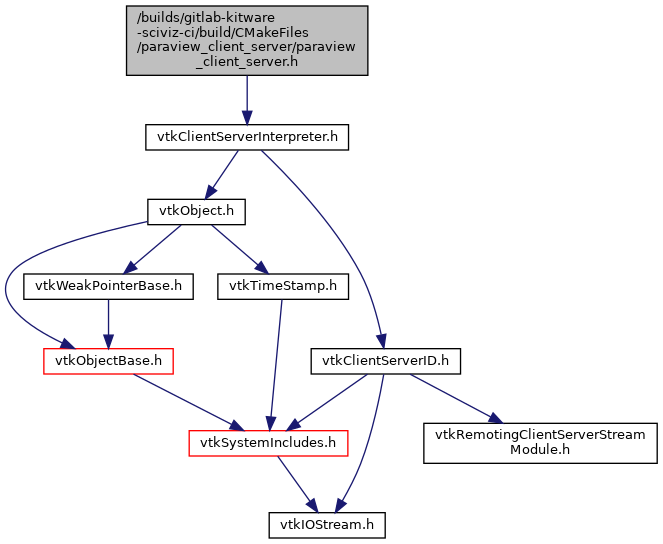 /builds/gitlab-kitware
-sciviz-ci/build/CMakeFiles
/paraview_client_server/paraview
_client_server.h
vtkClientServerInterpreter.h
vtkObject.h
vtkWeakPointerBase.h
vtkTimeStamp.h
vtkObjectBase.h
vtkClientServerID.h
vtkSystemIncludes.h
vtkRemotingClientServerStream
Module.h
vtkIOStream.h